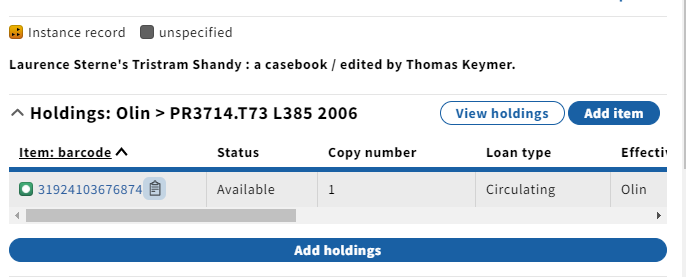 Instance record unspecified
Laurence Sterne's Tristram Shandy : a casebook / edited by Thomas Keymer.
Holdings: Olin > PR3714.T73 L385 2006 View holdings Add item
Item: barcode Status Copy number Loan type Effecti
31924103676874 Available 1 Circulating Olin
Add holdings